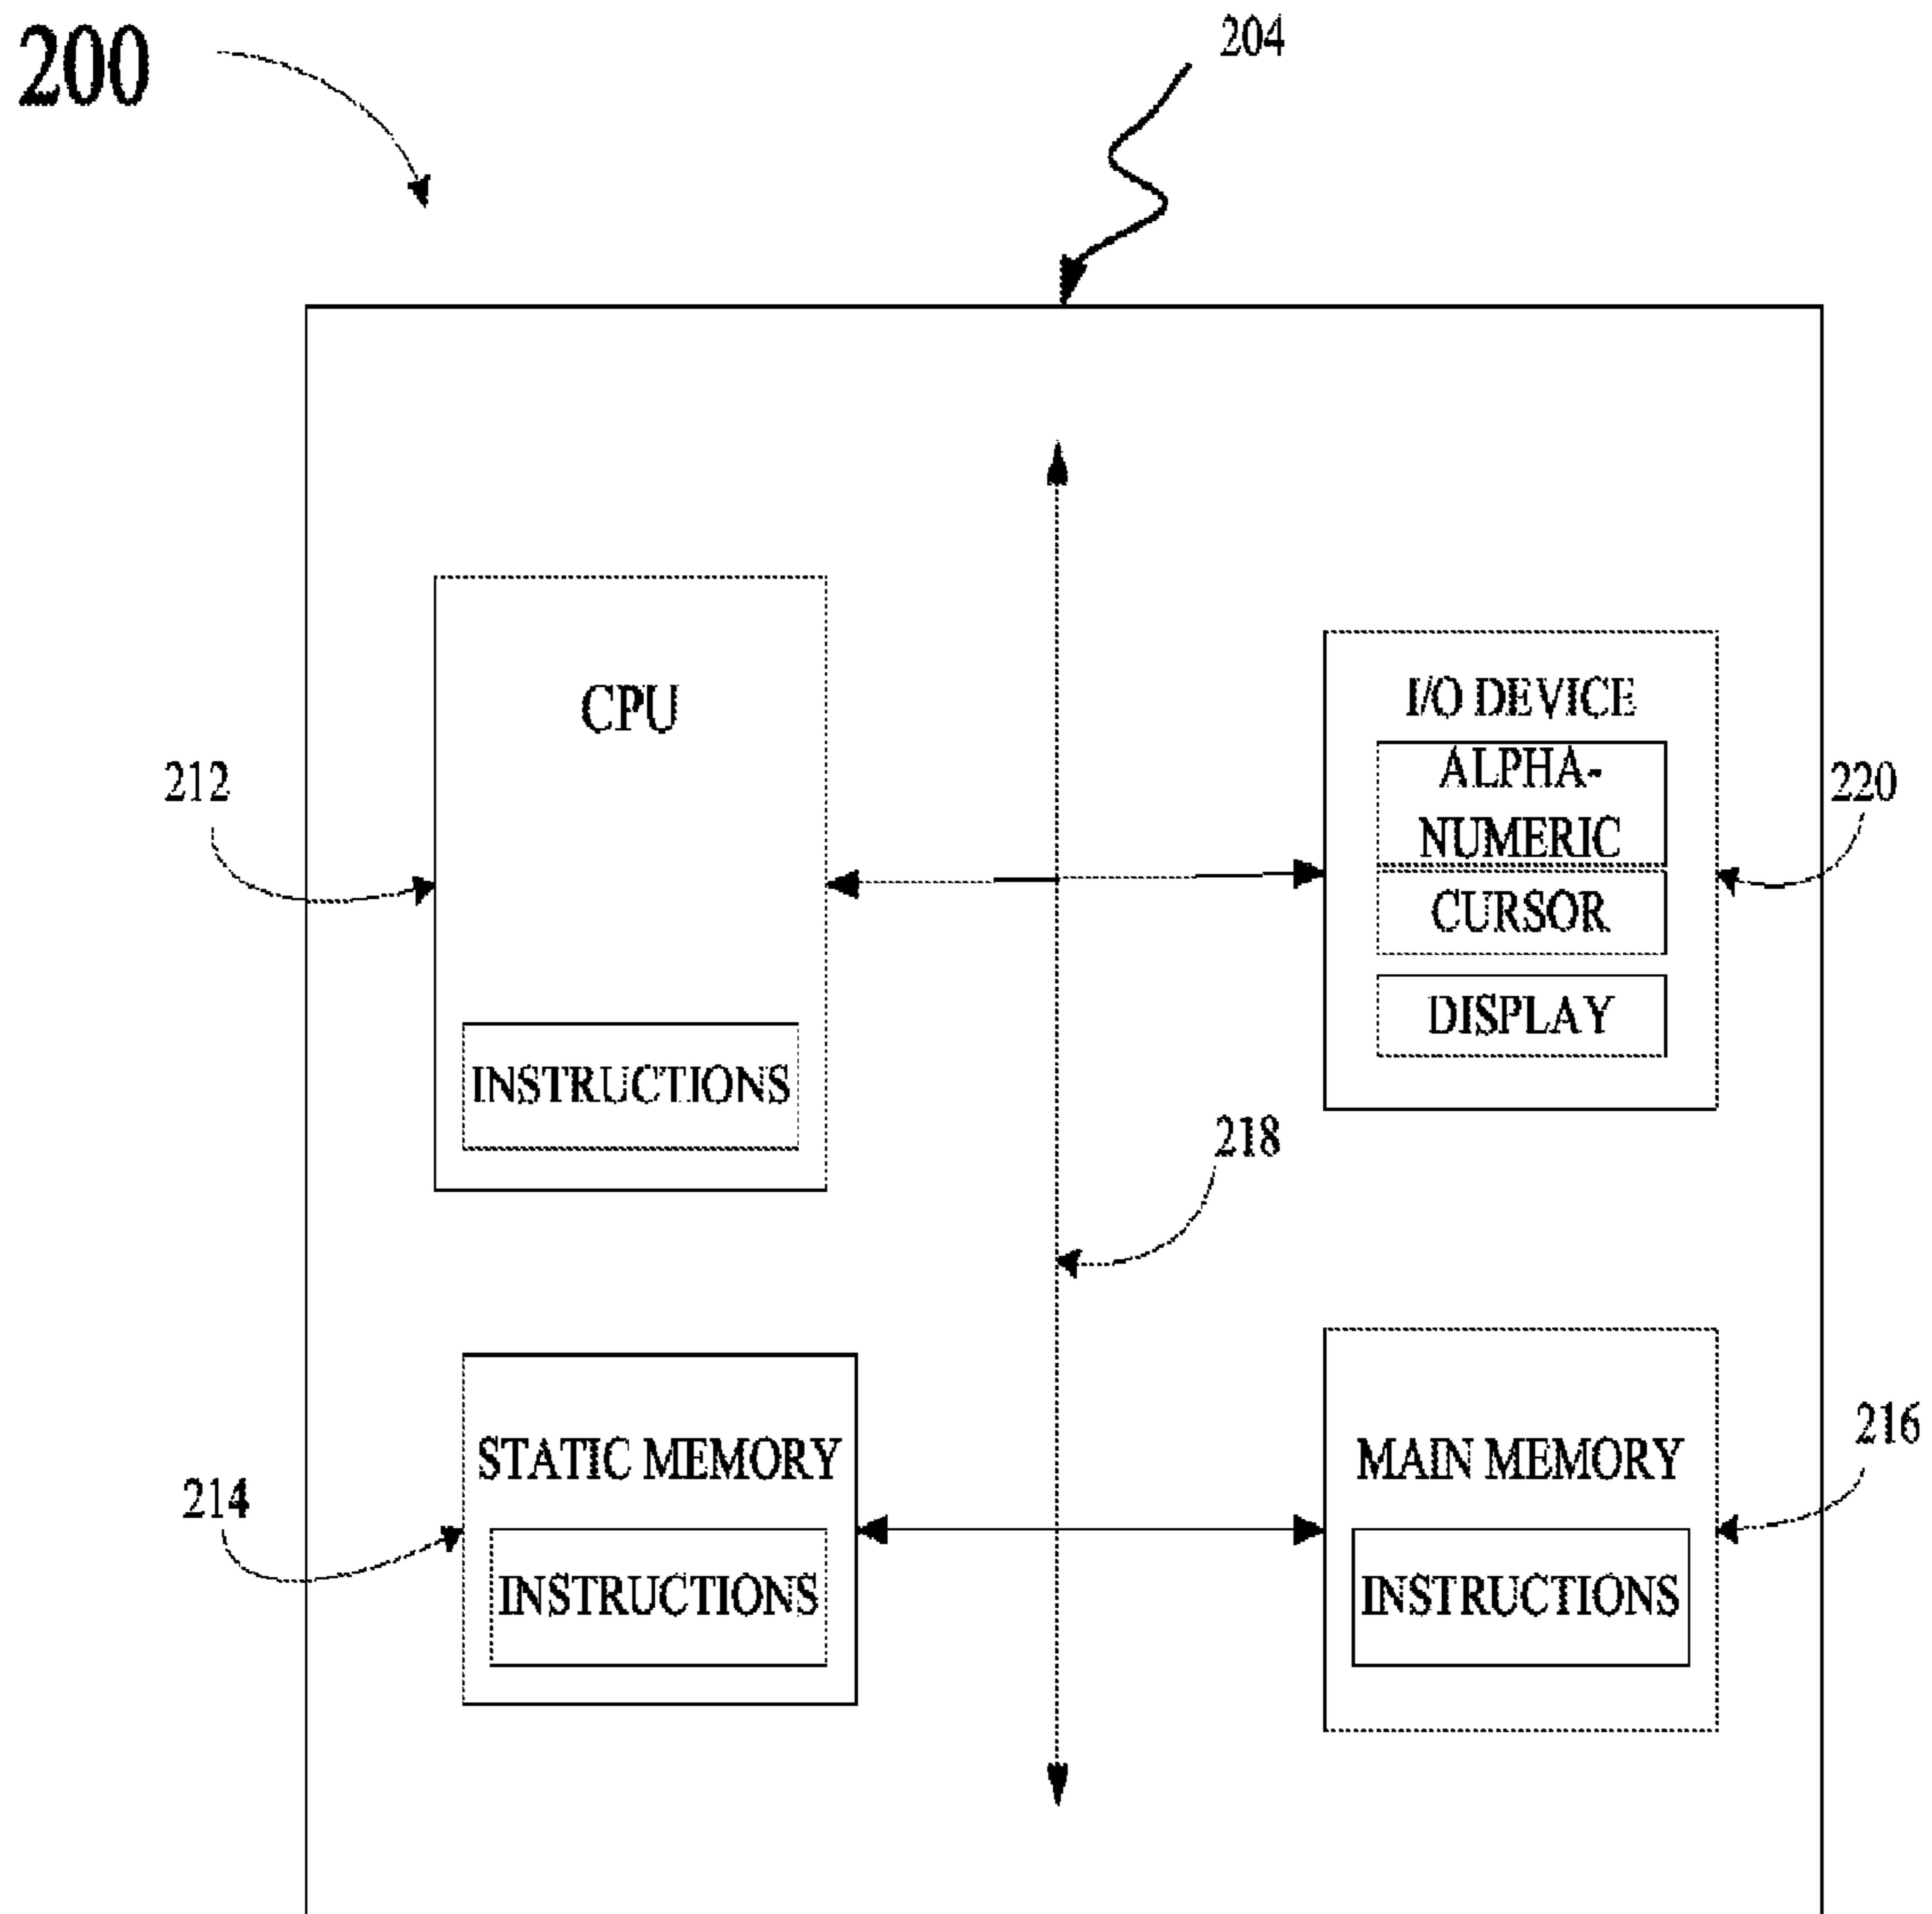 200
204
CPU
I/O DEVICE
ALPHA-
NUMERIC
212
220
CURSOR
DISPLAY
INSTRUCTIONS
218
STATIC MEMORY
MAIN MEMORY
216
214
INSTRUCTIONS
INSTRUCTIONS